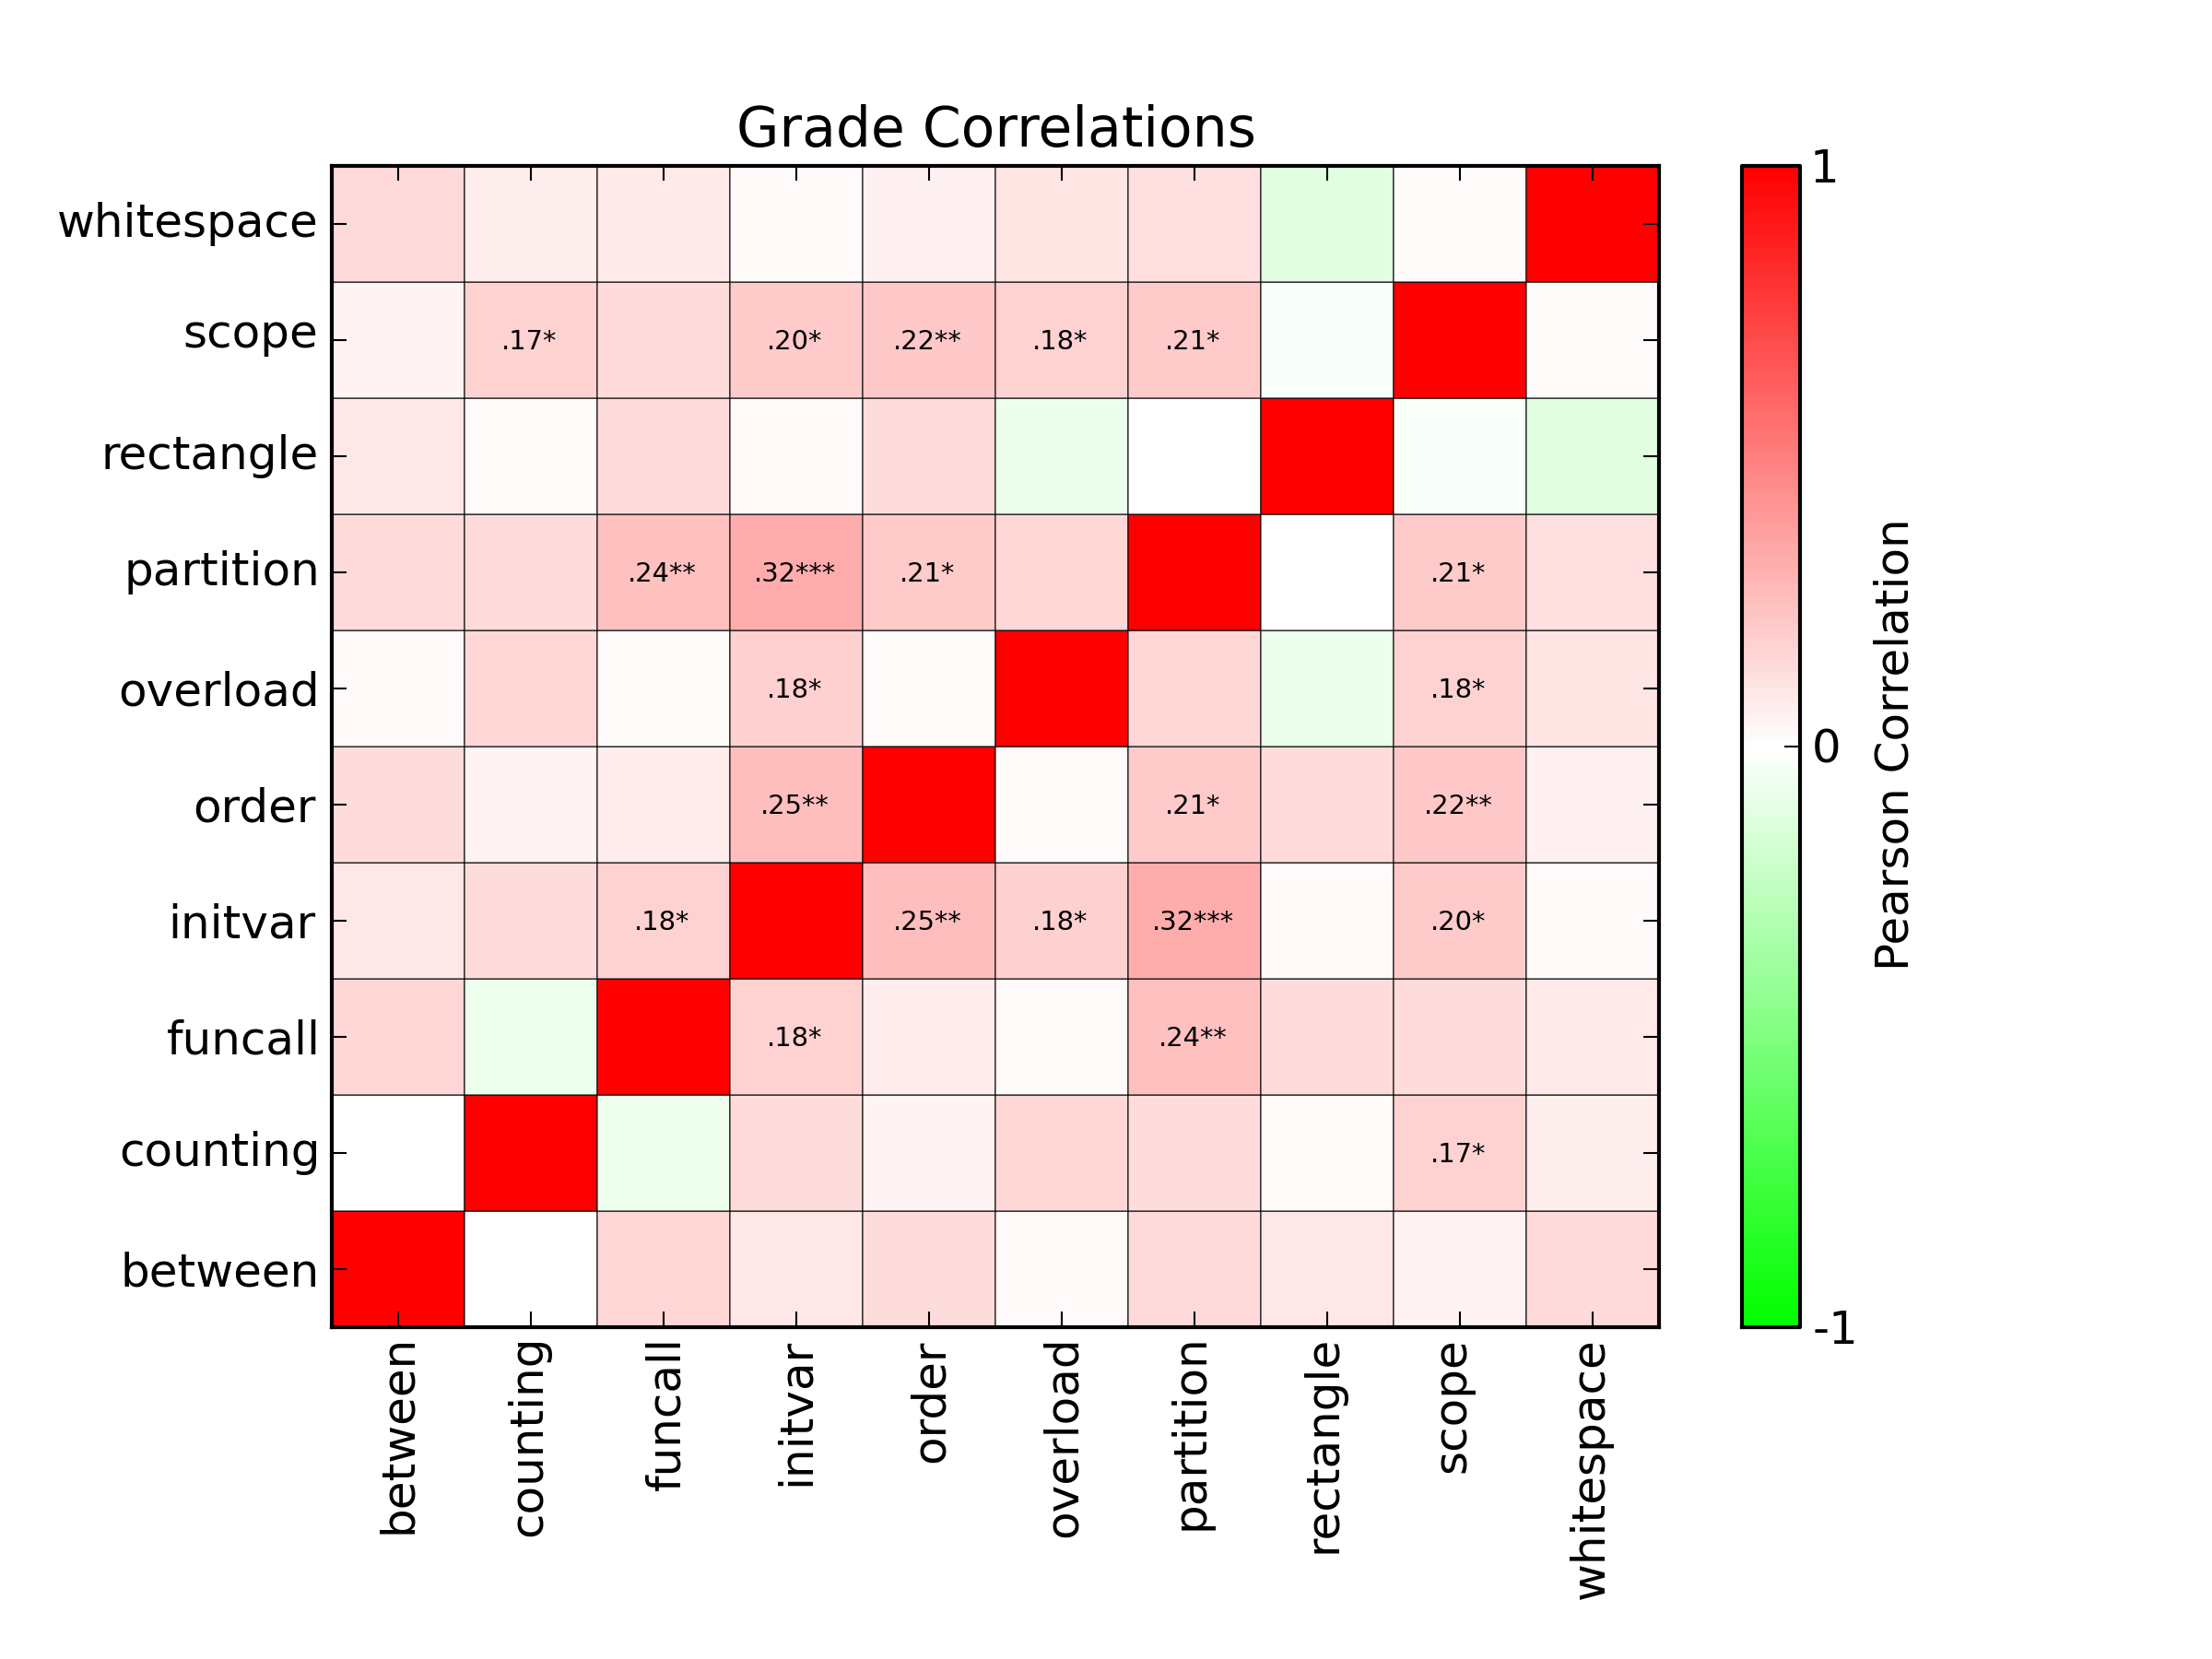 Grade Correlations
whitespace
scope .17* .20* .22** .18* .21*
rectangle
partition .24** .32*** .21* .21*
overload .18* .18*
order .25** .21* .22**
initvar .18* .25** .18* .32*** .20*
funcall .18* .24**
counting .17*
between
between counting funcall initvar order overload partition rectangle scope whitespace
1
0
-1
Pearson Correlation